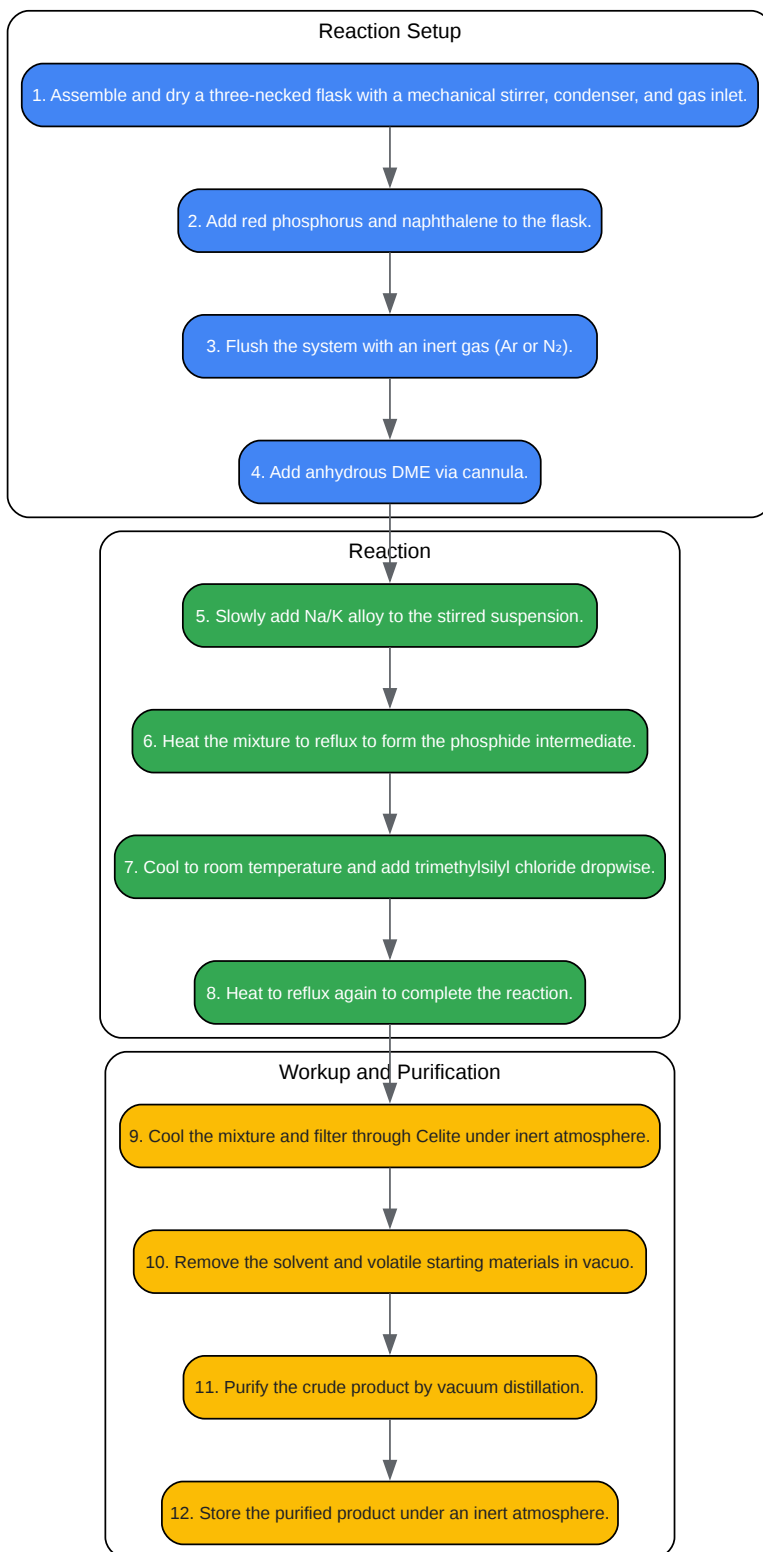 Reaction Setup
1. Assemble and dry a three-necked flask with a mechanical stirrer, condenser, and gas inlet.
2. Add red phosphorus and naphthalene to the flask.
3. Flush the system with an inert gas (Ar or N₂).
4. Add anhydrous DME via cannula.
Reaction
5. Slowly add Na/K alloy to the stirred suspension.
6. Heat the mixture to reflux to form the phosphide intermediate.
7. Cool to room temperature and add trimethylsilyl chloride dropwise.
8. Heat to reflux again to complete the reaction.
Workup and Purification
9. Cool the mixture and filter through Celite under inert atmosphere.
10. Remove the solvent and volatile starting materials in vacuo.
11. Purify the crude product by vacuum distillation.
12. Store the purified product under an inert atmosphere.